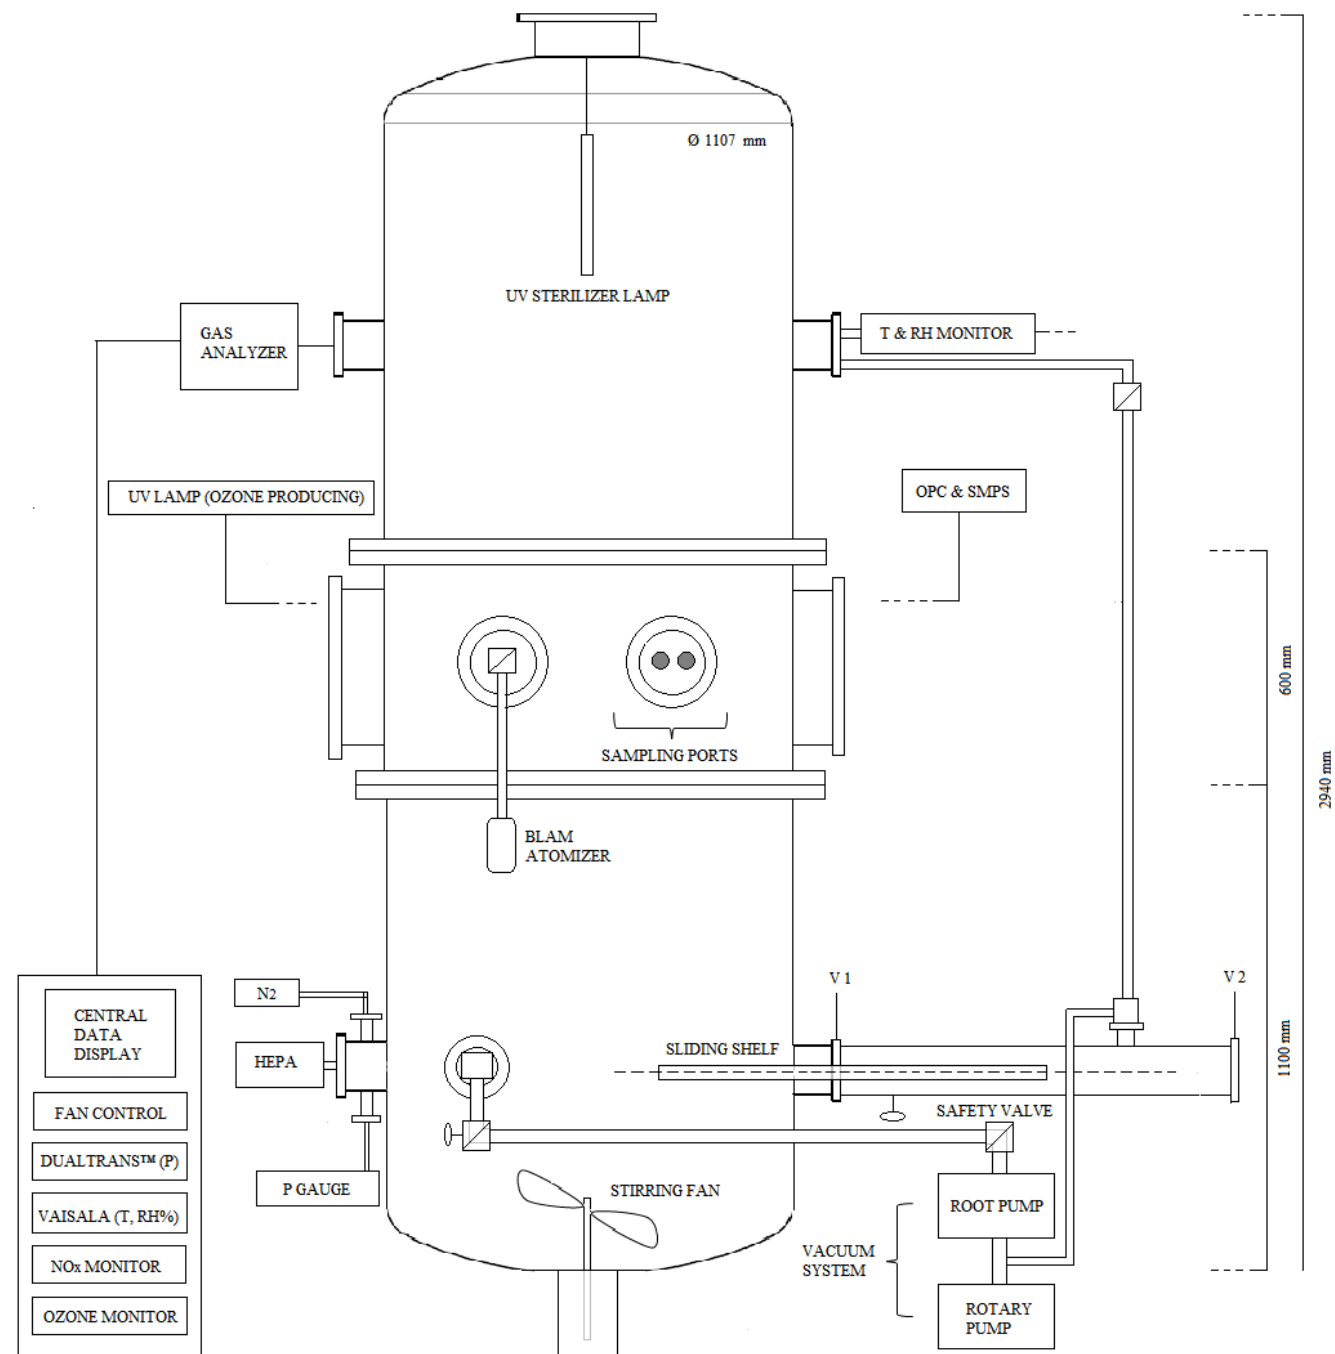 Ø 1107 mm
UV STERILIZER LAMP
GAS
ANALYZER
T & RH MONITOR
UV LAMP (OZONE PRODUCING)
OPC & SMPS
600 mm
2940 mm
SAMPLING PORTS
BLAM
ATOMIZER
V 1
V 2
N2
CENTRAL
DATA
DISPLAY
HEPA
SLIDING SHELF
1100 mm
FAN CONTROL
SAFETY VALVE
DUALTRANS™ (P)
P GAUGE
STIRRING FAN
ROOT PUMP
VAISALA (T, RH%)
VACUUM
SYSTEM
NOx MONITOR
OZONE MONITOR
ROTARY
PUMP